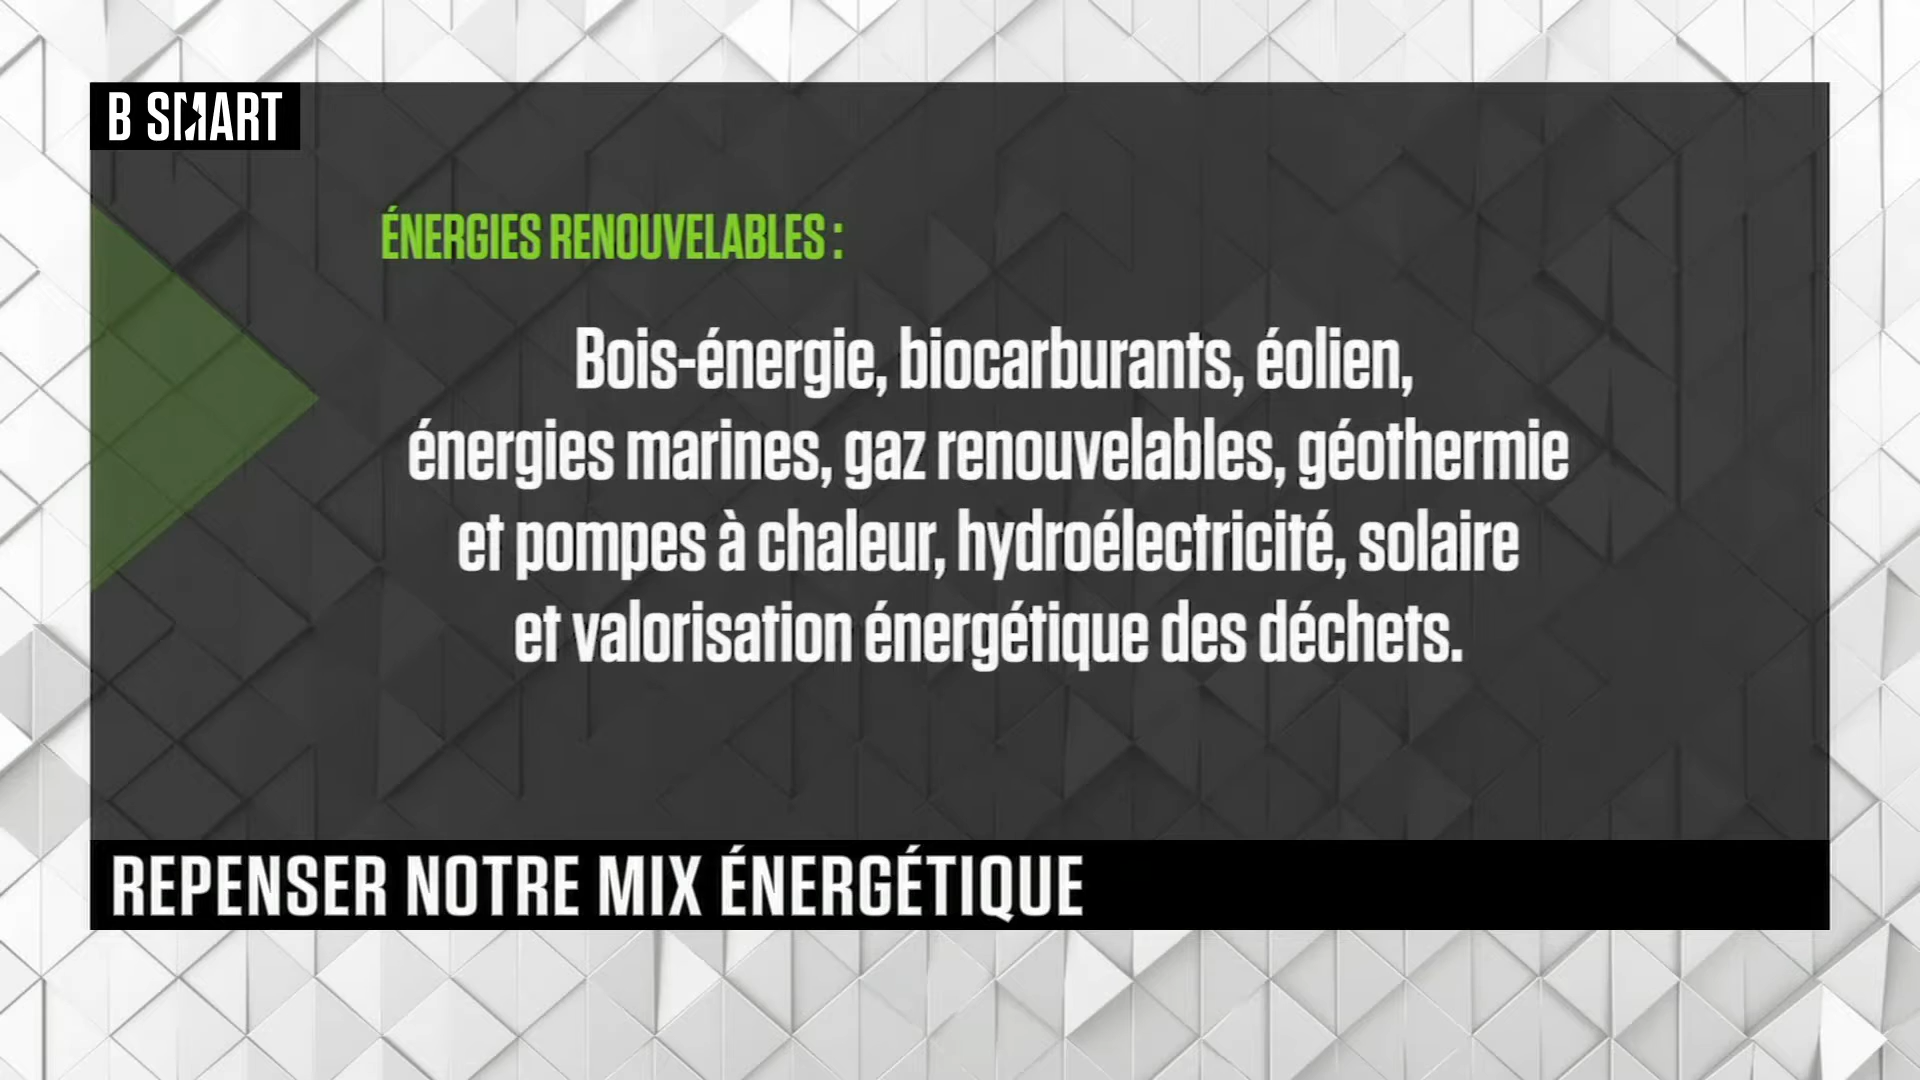 B SMART
ÉNERGIES RENOUVELABLES :
Bois-énergie, biocarburants, éolien,
énergies marines, gaz renouvelables, géothermie
et pompes à chaleur, hydroélectricité, solaire
et valorisation énergétique des déchets.
REPENSER NOTRE MIX ÉNERGÉTIQUE